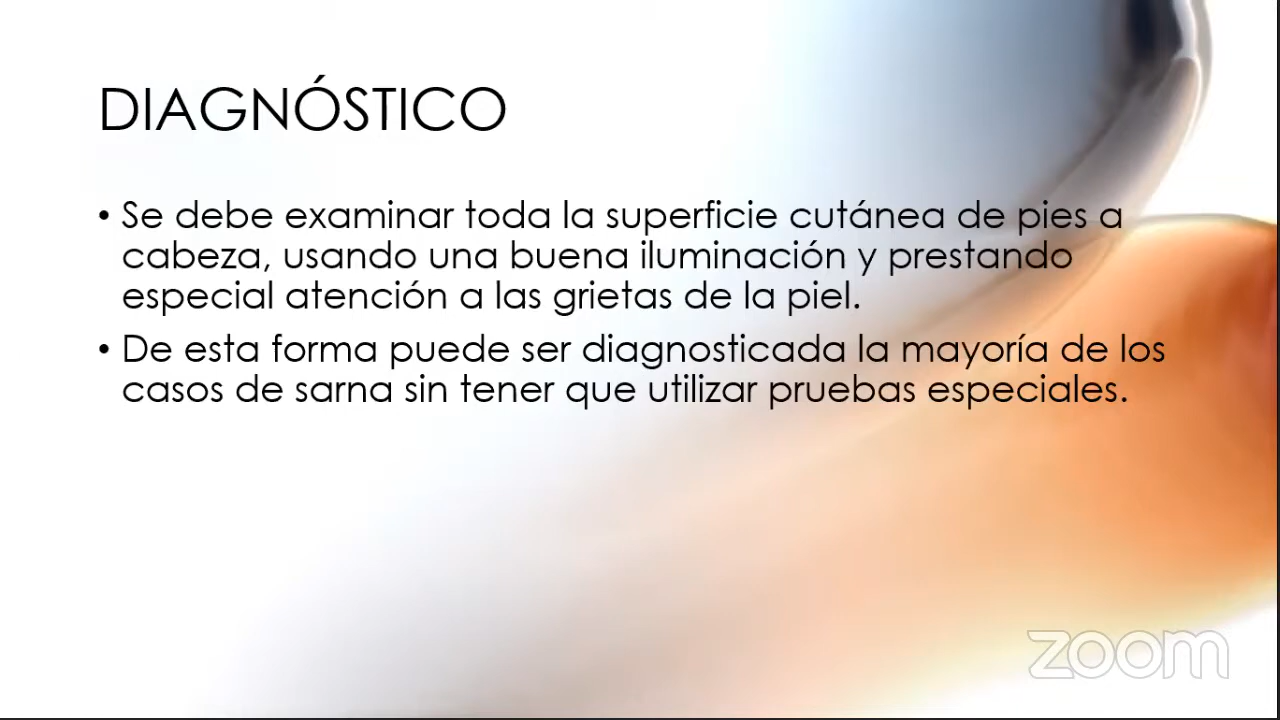 DIAGNÓSTICO
• Se debe examinar toda la superficie cutánea de pies a
cabeza, usando una buena iluminación y prestando
especial atención a las grietas de la piel.
• De esta forma puede ser diagnosticada la mayoría de los
casos de sarna sin tener que utilizar pruebas especiales.
zoom